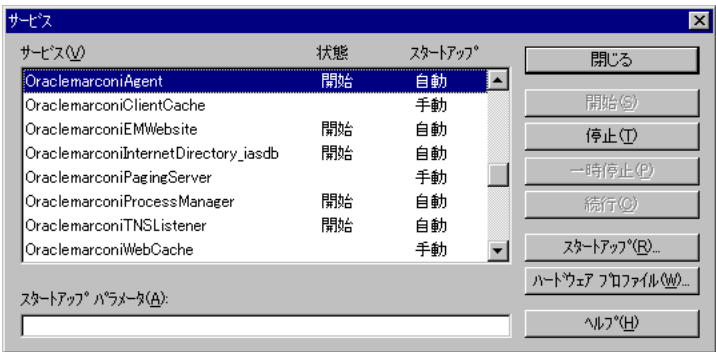 サービス
サービス(V) 状態 スタートアップ
OraclemarconiAgent 開始 自動
OraclemarconiClientCache 手動
OraclemarconiEMWebsite 開始 自動
OraclemarconiInternetDirectory_iasdb 開始 自動
OraclemarconiPagingServer 手動
OraclemarconiProcessManager 開始 自動
OraclemarconiTNSListener 開始 自動
OraclemarconiWebCache 手動
スタートアップ パラメータ(A):
閉じる
開始(S)
停止(T)
一時停止(P)
続行(C)
スタートアップ(R)...
ハードウェア プロファイル(W)...
ヘルプ(H)